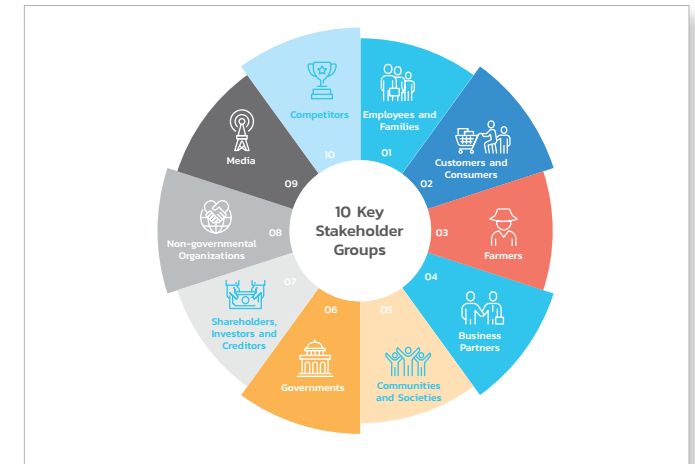 10 Key
Stakeholder
Groups
Employees and
Families
01
Customers and
Consumers
02
03
Farmers
04
Business
Partners
05
Communities
and Societies
06
Governments
07
Shareholders,
Investors and
Creditors
08
Non-governmental
Organizations
Media
09
Competitors
10